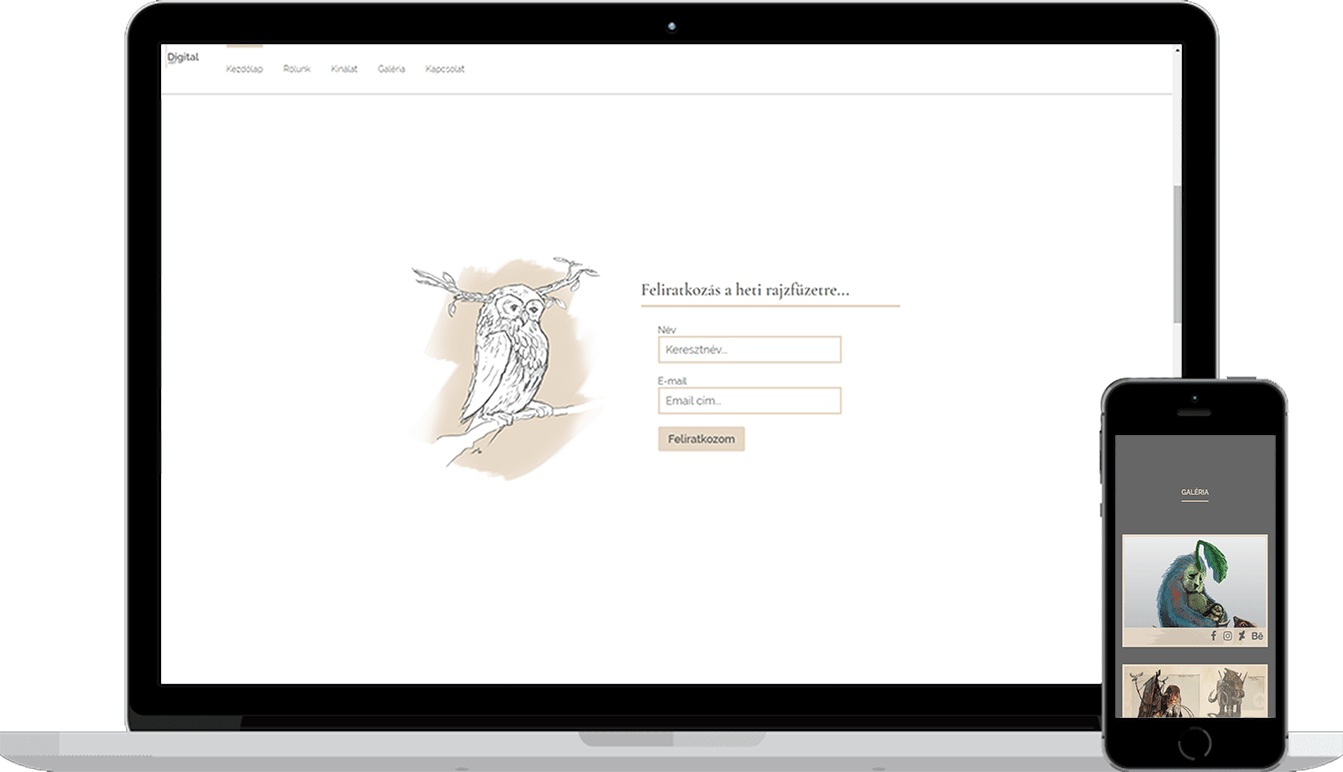 Digital
Kezdőlap Rólunk Kínálat Galéria Kapcsolat
Feliratkozás a heti rajzfüzetre...
Név
Keresztnév...
E-mail
Email cím...
Feliratkozom
GALÉRIA
Bē